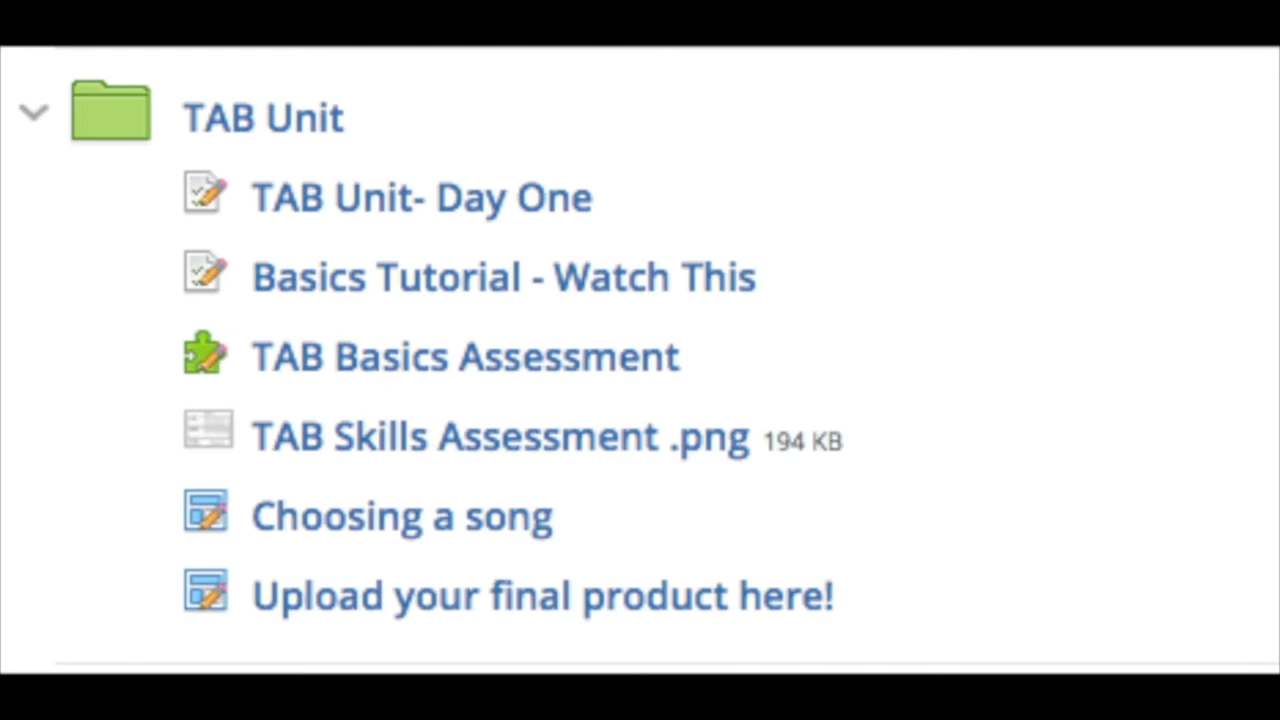 TAB Unit
TAB Unit- Day One
Basics Tutorial - Watch This
TAB Basics Assessment
TAB Skills Assessment .png 194 KB
Choosing a song
Upload your final product here!